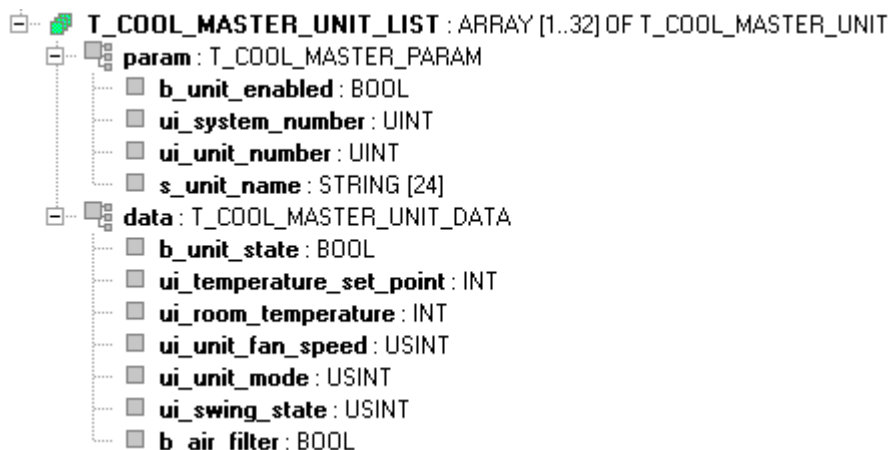 T_COOL_MASTER_UNIT_LIST : ARRAY [1..32] OF T_COOL_MASTER_UNIT
param : T_COOL_MASTER_PARAM
b_unit_enabled : BOOL
ui_system_number : UINT
ui_unit_number : UINT
s_unit_name : STRING [24]
data : T_COOL_MASTER_UNIT_DATA
b_unit_state : BOOL
ui_temperature_set_point : INT
ui_room_temperature : INT
ui_unit_fan_speed : USINT
ui_unit_mode : USINT
ui_swing_state : USINT
b_air_filter : BOOL